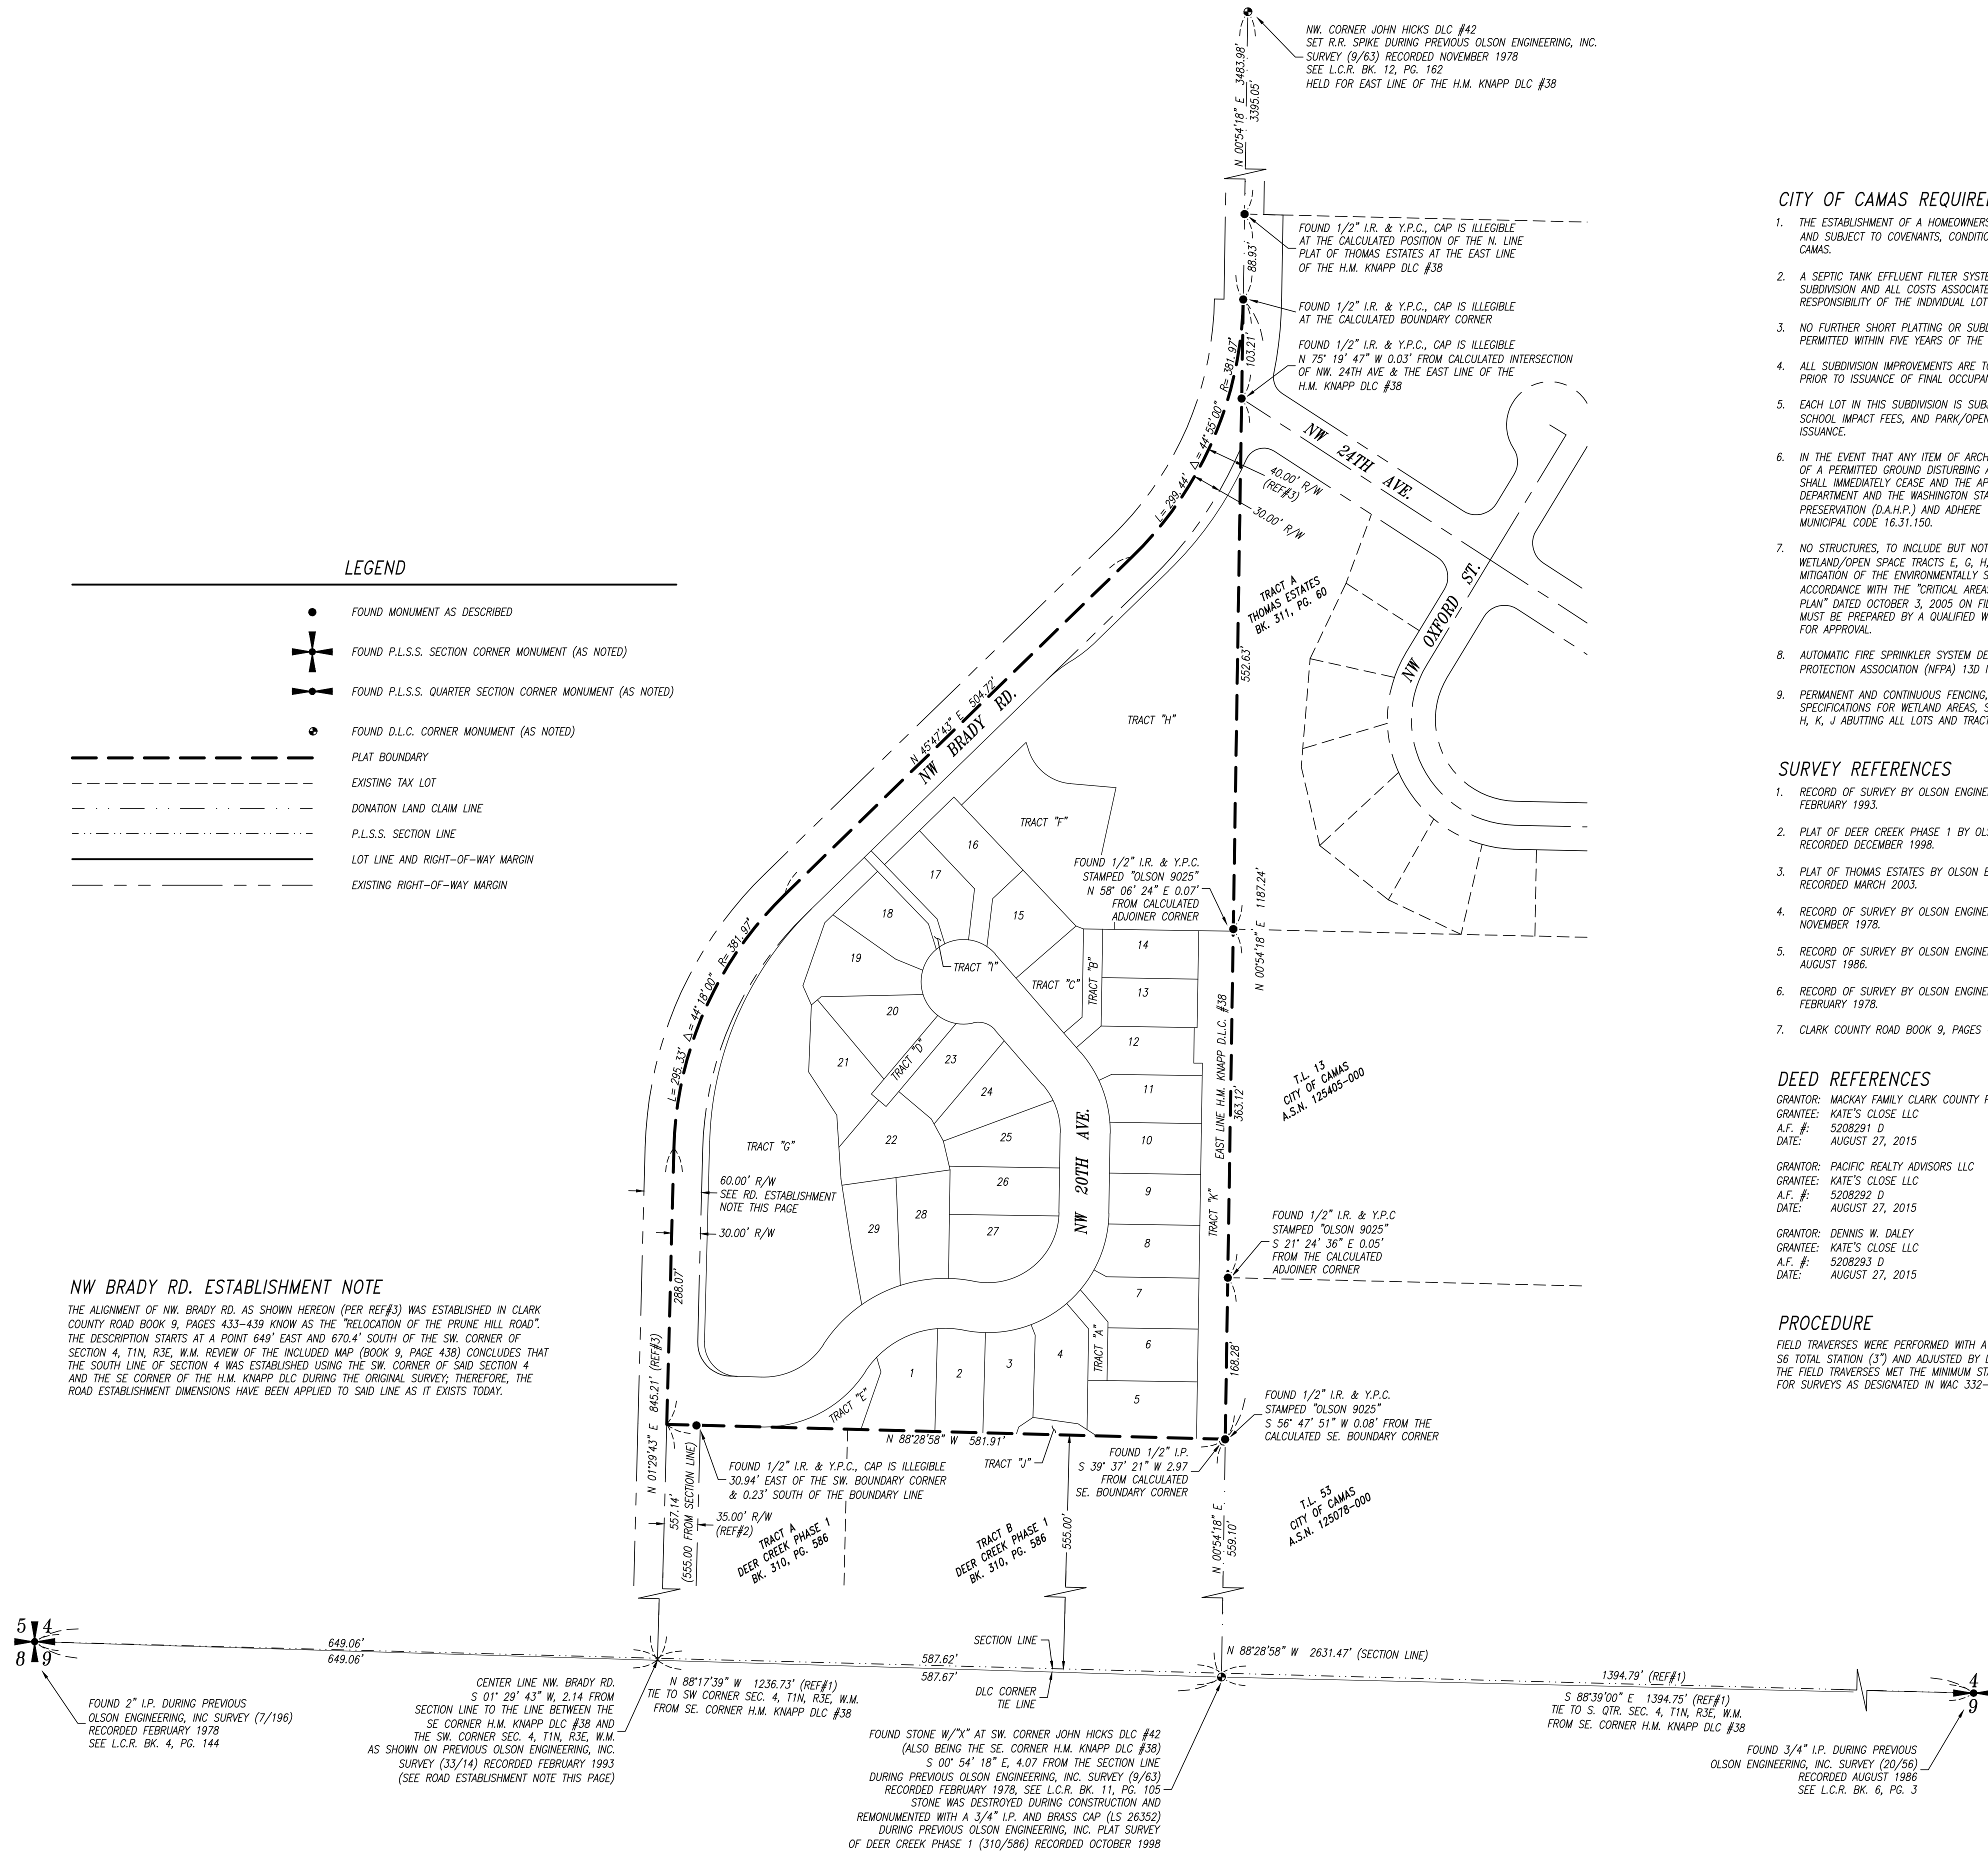 NW. CORNER JOHN HICKS DLC #42
SET R.R. SPIKE DURING PREVIOUS OLSON ENGINEERING, INC.
SURVEY (9/63) RECORDED NOVEMBER 1978
SEE L.C.R. BK. 12, PG. 162
HELD FOR EAST LINE OF THE H.M. KNAPP DLC #38
N 00°54'18" E 3483.98'
3395.05'
FOUND 1/2" I.R. & Y.P.C., CAP IS ILLEGIBLE
AT THE CALCULATED POSITION OF THE N. LINE
PLAT OF THOMAS ESTATES AT THE EAST LINE
OF THE H.M. KNAPP DLC #38
88.93'
FOUND 1/2" I.R. & Y.P.C., CAP IS ILLEGIBLE
AT THE CALCULATED BOUNDARY CORNER
FOUND 1/2" I.R. & Y.P.C., CAP IS ILLEGIBLE
N 75° 19' 47" W 0.03' FROM CALCULATED INTERSECTION
OF NW. 24TH AVE & THE EAST LINE OF THE
H.M. KNAPP DLC #38
103.21'
L= 299.44' Δ= 44°55'00" R= 381.97'
NW 24TH AVE.
40.00' R/W
(REF#3)
30.00' R/W
TRACT A
THOMAS ESTATES
BK. 311, PG. 60
NW OXFORD ST.
552.63'
TRACT "H"
N 45°47'43" E 504.72'
NW BRADY RD.
LEGEND
FOUND MONUMENT AS DESCRIBED
FOUND P.L.S.S. SECTION CORNER MONUMENT (AS NOTED)
FOUND P.L.S.S. QUARTER SECTION CORNER MONUMENT (AS NOTED)
FOUND D.L.C. CORNER MONUMENT (AS NOTED)
PLAT BOUNDARY
EXISTING TAX LOT
DONATION LAND CLAIM LINE
P.L.S.S. SECTION LINE
LOT LINE AND RIGHT-OF-WAY MARGIN
EXISTING RIGHT-OF-WAY MARGIN
TRACT "F"
16
17
15
18
19
20
21
22
23
24
25
26
27
28
29
14
13
12
11
10
9
8
7
6
5
4
3
2
1
TRACT "I"
TRACT "C"
TRACT "B"
TRACT "D"
TRACT "G"
TRACT "K"
TRACT "A"
TRACT "E"
TRACT "J"
NW 20TH AVE.
FOUND 1/2" I.R. & Y.P.C.
STAMPED "OLSON 9025"
N 58° 06' 24" E 0.07'
FROM CALCULATED
ADJOINER CORNER
N 00°54'18" E 1187.24'
EAST LINE H.M. KNAPP D.L.C. #38
363.12'
T.L. 13
CITY OF CAMAS
A.S.N. 125405-000
L= 295.33' Δ= 44°18'00" R= 381.97'
60.00' R/W
SEE RD. ESTABLISHMENT
NOTE THIS PAGE
30.00' R/W
288.07'
FOUND 1/2" I.R. & Y.P.C
STAMPED "OLSON 9025"
S 21° 24' 36" E 0.05'
FROM THE CALCULATED
ADJOINER CORNER
168.28'
FOUND 1/2" I.R. & Y.P.C.
STAMPED "OLSON 9025"
S 56° 47' 51" W 0.08' FROM THE
CALCULATED SE. BOUNDARY CORNER
FOUND 1/2" I.P.
S 39° 37' 21" W 2.97
FROM CALCULATED
SE. BOUNDARY CORNER
N 88°28'58" W 581.91'
FOUND 1/2" I.R. & Y.P.C., CAP IS ILLEGIBLE
30.94' EAST OF THE SW. BOUNDARY CORNER
& 0.23' SOUTH OF THE BOUNDARY LINE
N 01°29'43" E 845.21' (REF#3)
557.14'
(555.00 FROM SECTION LINE)
35.00' R/W
(REF#2)
TRACT A
DEER CREEK PHASE 1
BK. 310, PG. 586
TRACT B
DEER CREEK PHASE 1
BK. 310, PG. 586
555.00'
N 00°54'18" E
559.10'
T.L. 53
CITY OF CAMAS
A.S.N. 125078-000
NW BRADY RD. ESTABLISHMENT NOTE
THE ALIGNMENT OF NW. BRADY RD. AS SHOWN HEREON (PER REF#3) WAS ESTABLISHED IN CLARK
COUNTY ROAD BOOK 9, PAGES 433-439 KNOW AS THE "RELOCATION OF THE PRUNE HILL ROAD".
THE DESCRIPTION STARTS AT A POINT 649' EAST AND 670.4' SOUTH OF THE SW. CORNER OF
SECTION 4, T1N, R3E, W.M. REVIEW OF THE INCLUDED MAP (BOOK 9, PAGE 438) CONCLUDES THAT
THE SOUTH LINE OF SECTION 4 WAS ESTABLISHED USING THE SW. CORNER OF SAID SECTION 4
AND THE SE CORNER OF THE H.M. KNAPP DLC DURING THE ORIGINAL SURVEY; THEREFORE, THE
ROAD ESTABLISHMENT DIMENSIONS HAVE BEEN APPLIED TO SAID LINE AS IT EXISTS TODAY.
5 4
8 9
649.06'
649.06'
FOUND 2" I.P. DURING PREVIOUS
OLSON ENGINEERING, INC SURVEY (7/196)
RECORDED FEBRUARY 1978
SEE L.C.R. BK. 4, PG. 144
CENTER LINE NW. BRADY RD.
S 01° 29' 43" W, 2.14 FROM
SECTION LINE TO THE LINE BETWEEN THE
SE CORNER H.M. KNAPP DLC #38 AND
THE SW. CORNER SEC. 4, T1N, R3E, W.M.
AS SHOWN ON PREVIOUS OLSON ENGINEERING, INC.
SURVEY (33/14) RECORDED FEBRUARY 1993
(SEE ROAD ESTABLISHMENT NOTE THIS PAGE)
N 88°17'39" W 1236.73' (REF#1)
TIE TO SW CORNER SEC. 4, T1N, R3E, W.M.
FROM SE. CORNER H.M. KNAPP DLC #38
SECTION LINE
587.62'
587.67'
DLC CORNER
TIE LINE
N 88°28'58" W 2631.47' (SECTION LINE)
FOUND STONE W/"X" AT SW. CORNER JOHN HICKS DLC #42
(ALSO BEING THE SE. CORNER H.M. KNAPP DLC #38)
S 00° 54' 18" E, 4.07 FROM THE SECTION LINE
DURING PREVIOUS OLSON ENGINEERING, INC. SURVEY (9/63)
RECORDED FEBRUARY 1978, SEE L.C.R. BK. 11, PG. 105
STONE WAS DESTROYED DURING CONSTRUCTION AND
REMONUMENTED WITH A 3/4" I.P. AND BRASS CAP (LS 26352)
DURING PREVIOUS OLSON ENGINEERING, INC. PLAT SURVEY
OF DEER CREEK PHASE 1 (310/586) RECORDED OCTOBER 1998
1394.79' (REF#1)
S 88°39'00" E 1394.75' (REF#1)
TIE TO S. QTR. SEC. 4, T1N, R3E, W.M.
FROM SE. CORNER H.M. KNAPP DLC #38
4
9
FOUND 3/4" I.P. DURING PREVIOUS
OLSON ENGINEERING, INC. SURVEY (20/56)
RECORDED AUGUST 1986
SEE L.C.R. BK. 6, PG. 3
CITY OF CAMAS REQUIREM
1. THE ESTABLISHMENT OF A HOMEOWNERS
AND SUBJECT TO COVENANTS, CONDITIO
CAMAS.
2. A SEPTIC TANK EFFLUENT FILTER SYSTE
SUBDIVISION AND ALL COSTS ASSOCIATE
RESPONSIBILITY OF THE INDIVIDUAL LOT
3. NO FURTHER SHORT PLATTING OR SUBD
PERMITTED WITHIN FIVE YEARS OF THE
4. ALL SUBDIVISION IMPROVEMENTS ARE TO
PRIOR TO ISSUANCE OF FINAL OCCUPAN
5. EACH LOT IN THIS SUBDIVISION IS SUBJ
SCHOOL IMPACT FEES, AND PARK/OPEN
ISSUANCE.
6. IN THE EVENT THAT ANY ITEM OF ARCH
OF A PERMITTED GROUND DISTURBING A
SHALL IMMEDIATELY CEASE AND THE AP
DEPARTMENT AND THE WASHINGTON STA
PRESERVATION (D.A.H.P.) AND ADHERE
MUNICIPAL CODE 16.31.150.
7. NO STRUCTURES, TO INCLUDE BUT NOT
WETLAND/OPEN SPACE TRACTS E, G, H,
MITIGATION OF THE ENVIRONMENTALLY S
ACCORDANCE WITH THE "CRITICAL AREAS
PLAN" DATED OCTOBER 3, 2005 ON FIL
MUST BE PREPARED BY A QUALIFIED W
FOR APPROVAL.
8. AUTOMATIC FIRE SPRINKLER SYSTEM DE
PROTECTION ASSOCIATION (NFPA) 13D I
9. PERMANENT AND CONTINUOUS FENCING,
SPECIFICATIONS FOR WETLAND AREAS, S
H, K, J ABUTTING ALL LOTS AND TRACT
SURVEY REFERENCES
1. RECORD OF SURVEY BY OLSON ENGINEE
FEBRUARY 1993.
2. PLAT OF DEER CREEK PHASE 1 BY OLS
RECORDED DECEMBER 1998.
3. PLAT OF THOMAS ESTATES BY OLSON E
RECORDED MARCH 2003.
4. RECORD OF SURVEY BY OLSON ENGINEE
NOVEMBER 1978.
5. RECORD OF SURVEY BY OLSON ENGINEE
AUGUST 1986.
6. RECORD OF SURVEY BY OLSON ENGINEE
FEBRUARY 1978.
7. CLARK COUNTY ROAD BOOK 9, PAGES
DEED REFERENCES
GRANTOR: MACKAY FAMILY CLARK COUNTY P
GRANTEE: KATE'S CLOSE LLC
A.F. #: 5208291 D
DATE: AUGUST 27, 2015
GRANTOR: PACIFIC REALTY ADVISORS LLC
GRANTEE: KATE'S CLOSE LLC
A.F. #: 5208292 D
DATE: AUGUST 27, 2015
GRANTOR: DENNIS W. DALEY
GRANTEE: KATE'S CLOSE LLC
A.F. #: 5208293 D
DATE: AUGUST 27, 2015
PROCEDURE
FIELD TRAVERSES WERE PERFORMED WITH A
S6 TOTAL STATION (3") AND ADJUSTED BY L
THE FIELD TRAVERSES MET THE MINIMUM STA
FOR SURVEYS AS DESIGNATED IN WAC 332-